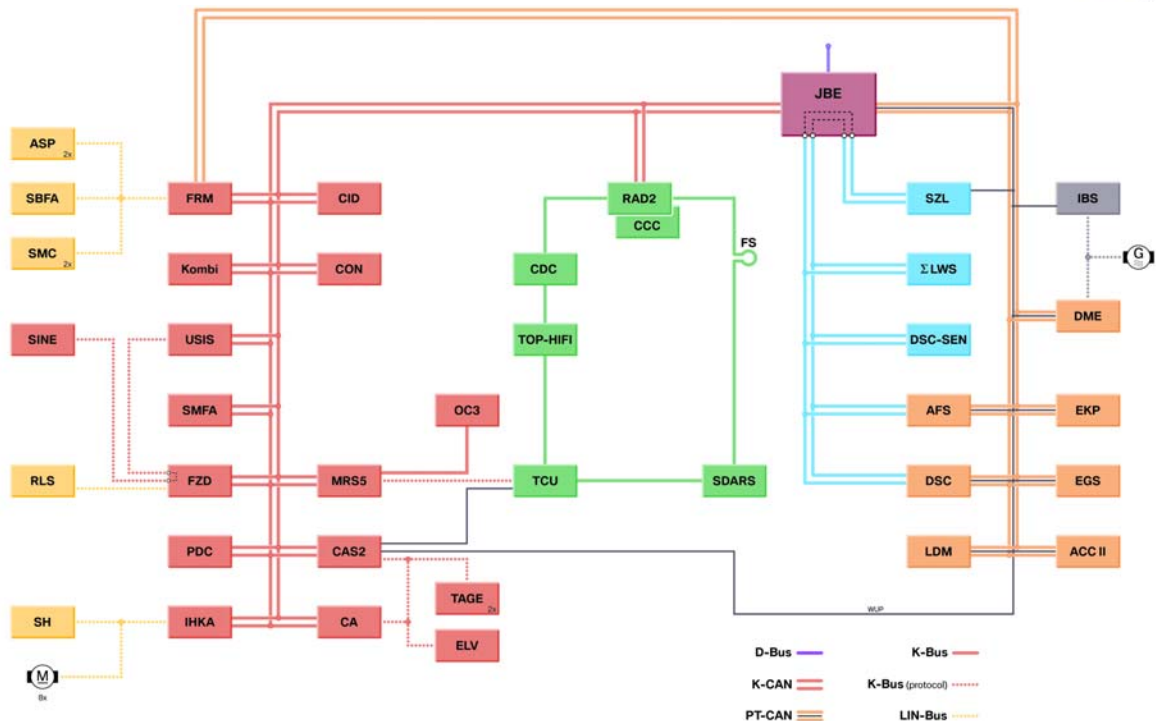 JBE
ASP
2x
SBFA
FRM
CID
RAD2
CCC
SZL
IBS
SMC
2x
FS
G
Kombi
CON
CDC
ΣLWS
DME
SINE
USIS
TOP-HIFI
DSC-SEN
SMFA
OC3
AFS
EKP
RLS
FZD
MRS5
TCU
SDARS
DSC
EGS
PDC
CAS2
LDM
ACC II
TAGE
2x
WUP
SH
IHKA
CA
ELV
M
8x
D-Bus
K-Bus
K-CAN
K-Bus (protocol)
PT-CAN
LIN-Bus